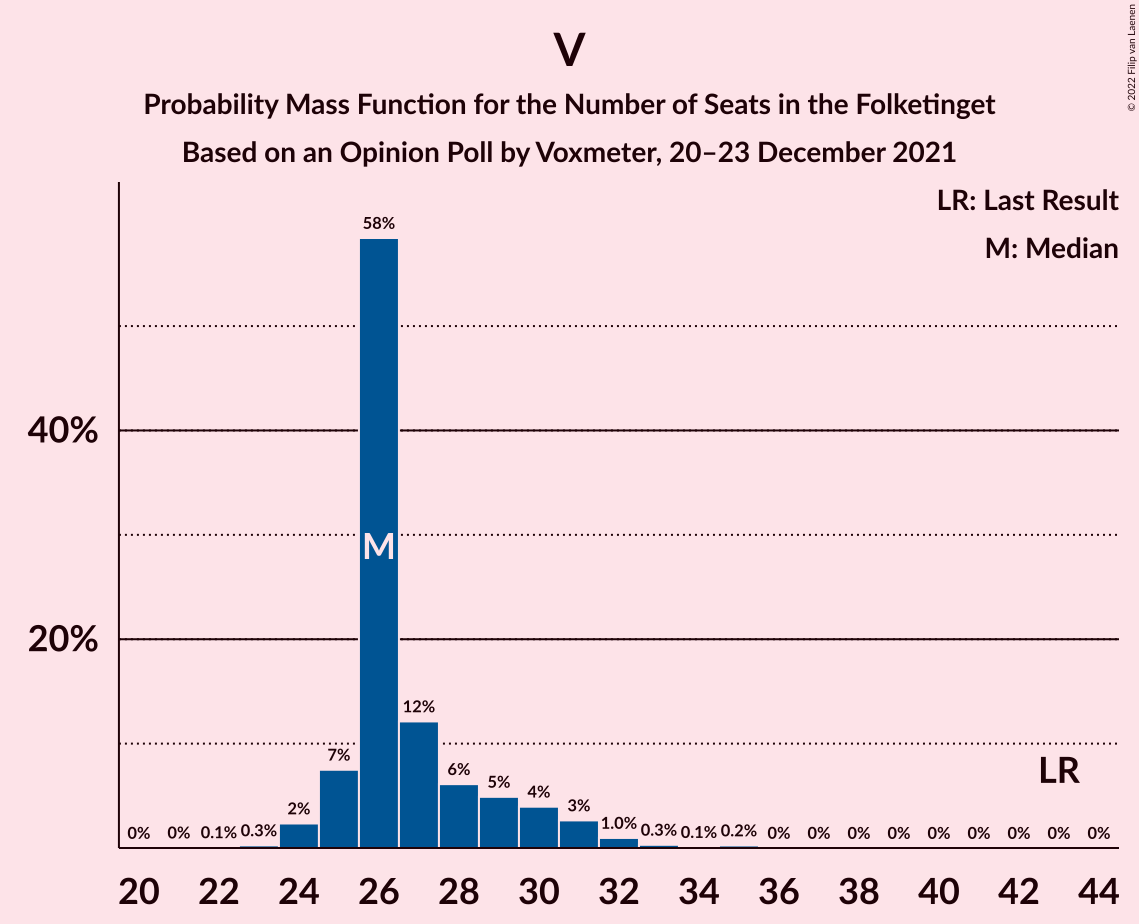 V
Probability Mass Function for the Number of Seats in the Folketinget
Based on an Opinion Poll by Voxmeter, 20–23 December 2021
© 2022 Filip van Laenen
LR: Last Result
M: Median
58%
40%
M
20%
12%
7%
LR
6%
5%
4%
2%
3%
0% 0% 0.1% 0.3% 1.0% 0.3% 0.1% 0.2% 0% 0% 0% 0% 0% 0% 0% 0% 0%
20 22 24 26 28 30 32 34 36 38 40 42 44